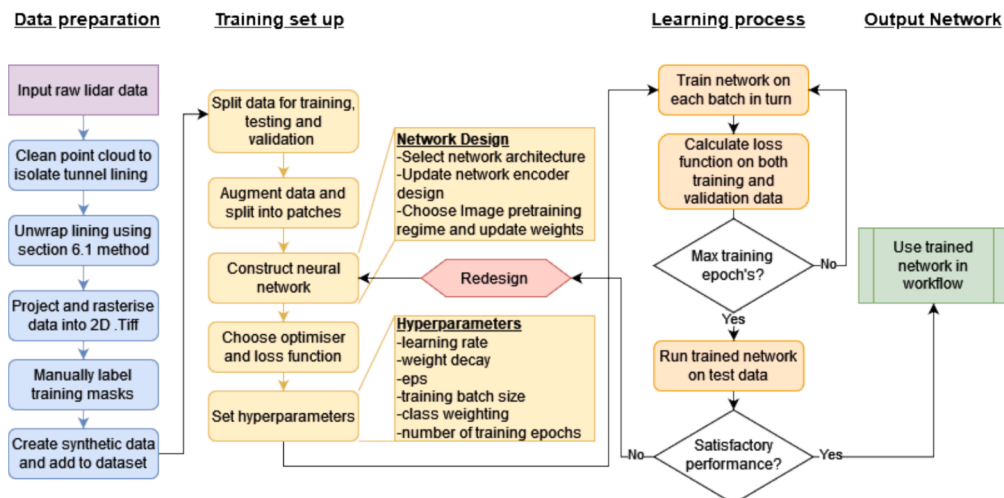 Data preparation
Input raw lidar data
Clean point cloud to
isolate tunnel lining
Unwrap lining using
section 6.1 method
Project and rasterise
data into 2D .Tiff
Manually label
training masks
Create synthetic data
and add to dataset
Training set up
Split data for training,
testing and
validation
Augment data and
split into patches
Construct neural
network
Choose optimiser
and loss function
Set hyperparameters
Network Design
-Select network architecture
-Update network encoder
design
-Choose Image pretraining
regime and update weights
Hyperparameters
-learning rate
-weight decay
-eps
-training batch size
-class weighting
-number of training epochs
Redesign
Learning process
Train network on
each batch in turn
Calculate loss
function on both
training and
validation data
Max training
epoch's?
No
Yes
Run trained network
on test data
Satisfactory
performance?
No
Yes
Output Network
Use trained
network in
workflow